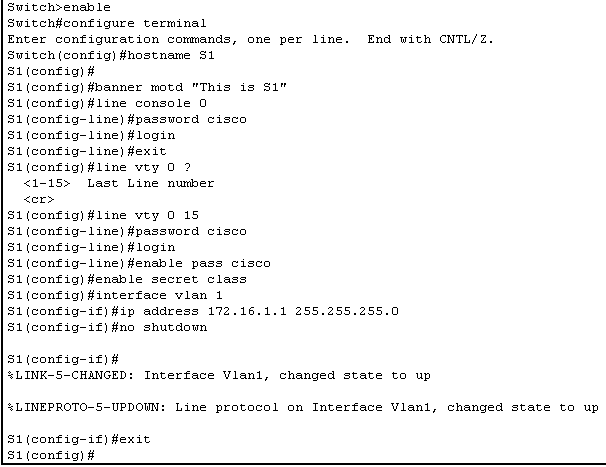 Switch>enable
Switch#configure terminal
Enter configuration commands, one per line.  End with CNTL/Z.
Switch(config)#hostname S1
S1(config)#
S1(config)#banner motd "This is S1"
S1(config)#line console 0
S1(config-line)#password cisco
S1(config-line)#login
S1(config-line)#exit
S1(config)#line vty 0 ?
  <1-15>  Last Line number
  <cr>
S1(config)#line vty 0 15
S1(config-line)#password cisco
S1(config-line)#login
S1(config-line)#enable pass cisco
S1(config)#enable secret class
S1(config)#interface vlan 1
S1(config-if)#ip address 172.16.1.1 255.255.255.0
S1(config-if)#no shutdown
S1(config-if)#
%LINK-5-CHANGED: Interface Vlan1, changed state to up
%LINEPROTO-5-UPDOWN: Line protocol on Interface Vlan1, changed state to up
S1(config-if)#exit
S1(config)#